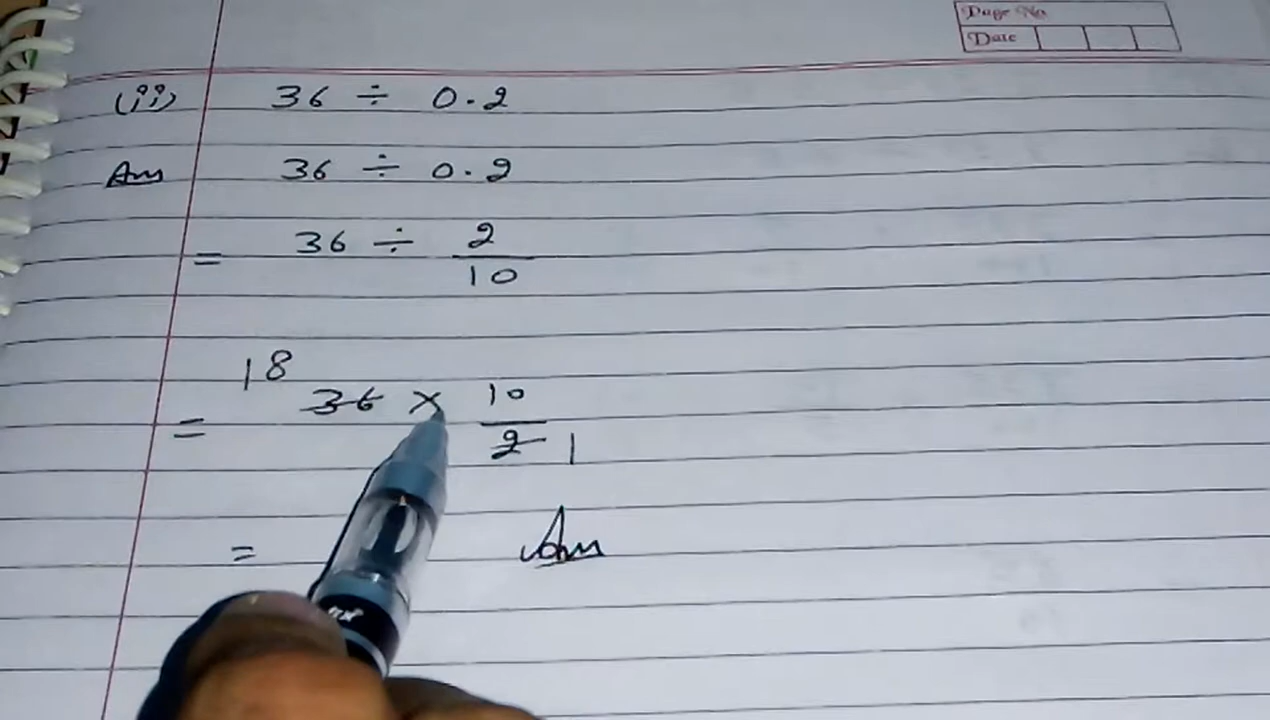 Page No.
Date
(ii) 36 ÷ 0.2
Ans 36 ÷ 0.2
= 36 ÷ 2/10
18
= 36 × 10/2 1
= Ans